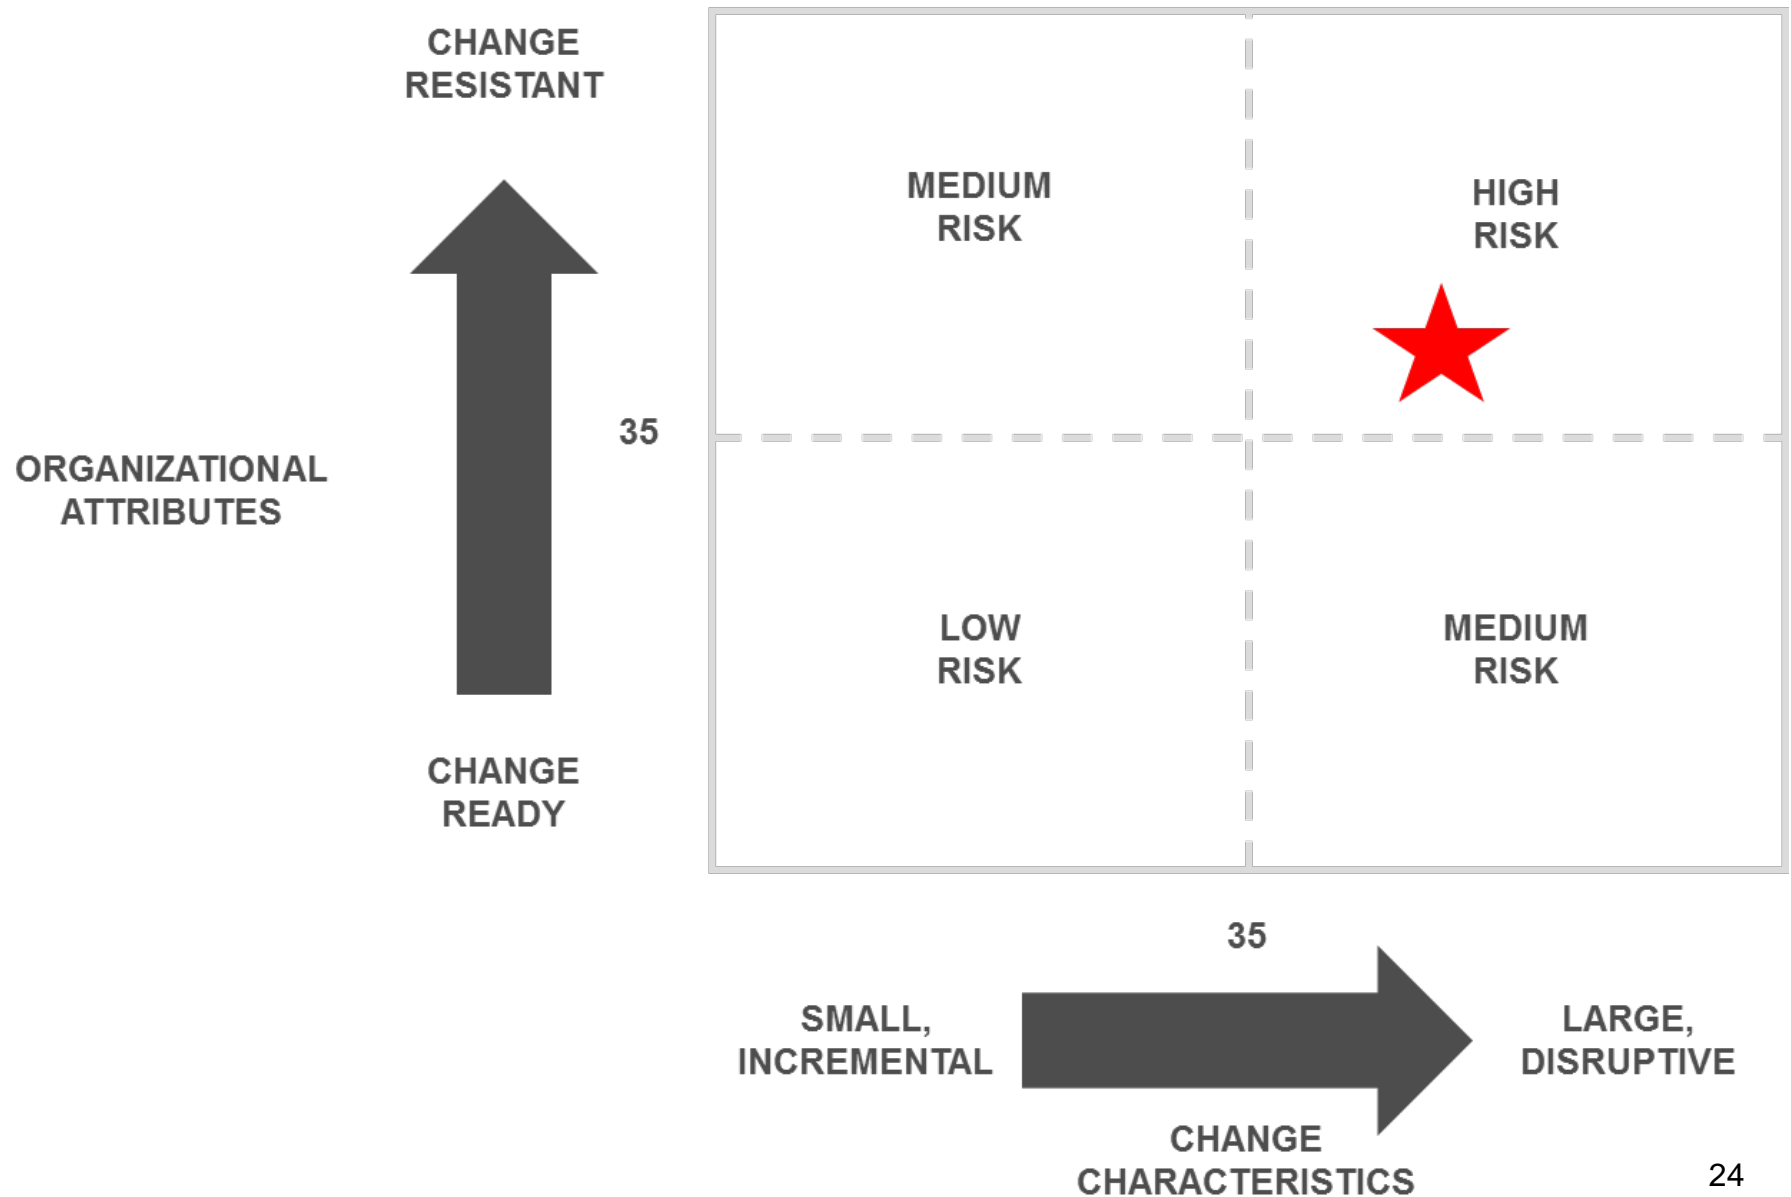 CHANGE
RESISTANT
MEDIUM
RISK
HIGH
RISK
35
ORGANIZATIONAL
ATTRIBUTES
LOW
RISK
MEDIUM
RISK
CHANGE
READY
35
SMALL,
INCREMENTAL
LARGE,
DISRUPTIVE
CHANGE
CHARACTERISTICS
24